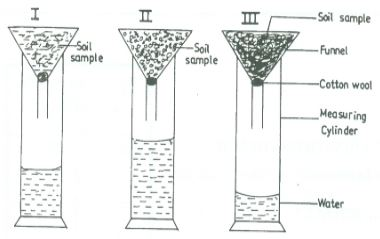 I
II
III
Soil
sample
Soil
sample
Soil sample
Funnel
Cotton wool
Measuring
Cylinder
Water